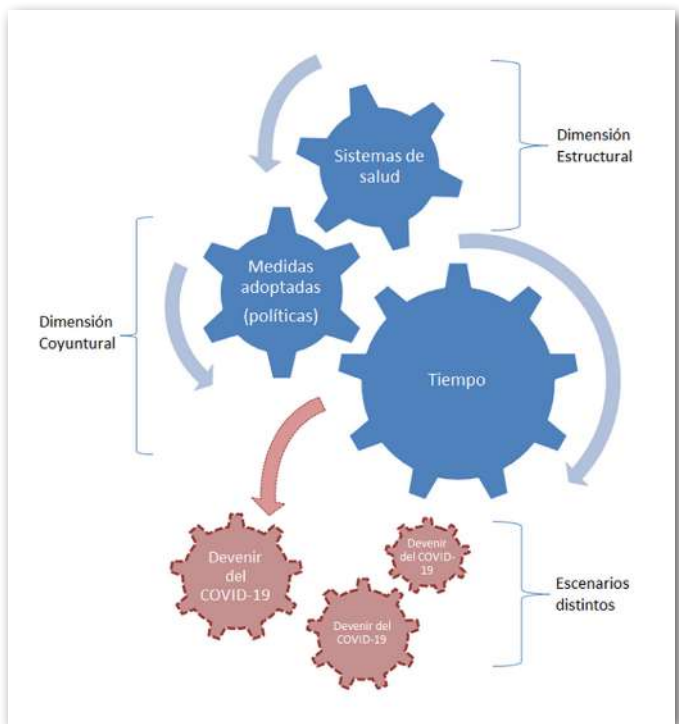 Sistemas de
salud
Dimensión
Estructural
Medidas
adoptadas
(políticas)
Dimensión
Coyuntural
Tiempo
Devenir
del
COVID-19
Devenir del
COVID-19
Devenir
del COVID-
19
Escenarios
distintos